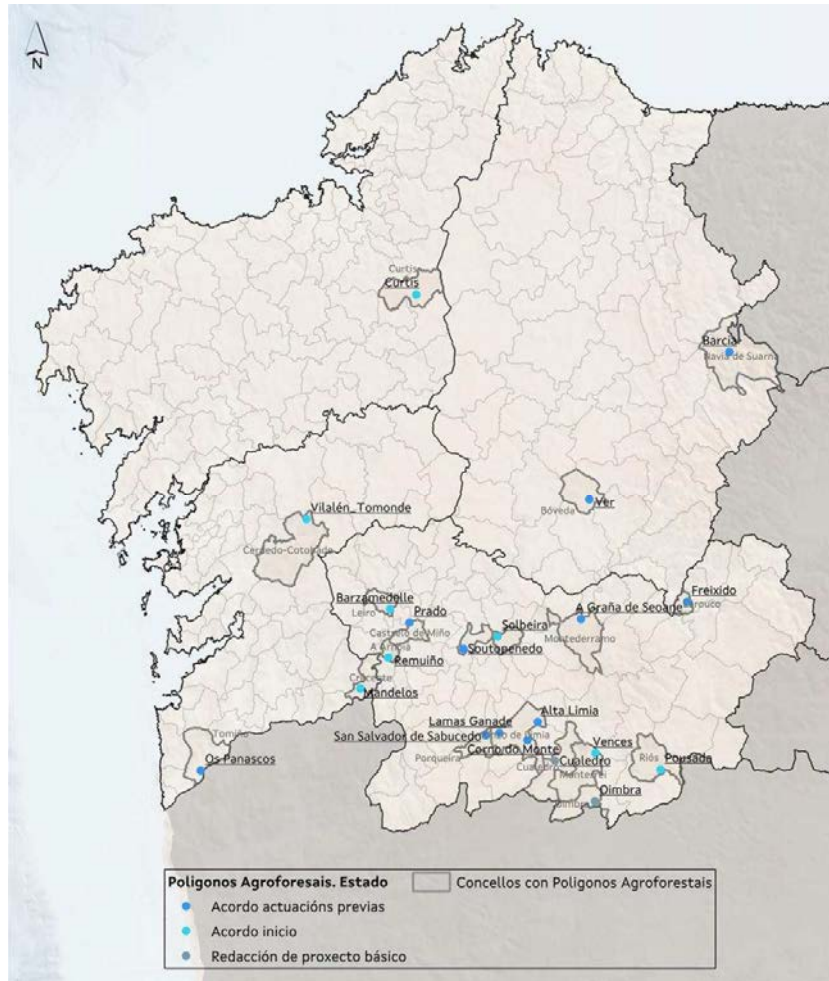 N
Curtis
Curtis
Barcia
Navia de Suarna
Ver
Bóveda
Vilalén_Tomonde
Cerdedo-Cotobade
Barzamedelle
Leiro
Prado
Castrelo de Miño
A Arnoia
Remuiño
Crecente
Mandelos
Solbeira
Soutopenedo
A Graña de Seoane
Montederramo
Freixido
Alta Limia
Lamas Ganade
San Salvador de Sabucedo
Cornordo Monte
Porqueira
Vences
Cualedro
Cualedro
Monterrei
Riós
Pousada
Oimbra
Oimbra
Tomiño
Os Panascos
Poligonos Agroforesais. Estado
Concellos con Poligonos Agroforestais
Acordo actuacións previas
Acordo inicio
Redacción de proxecto básico